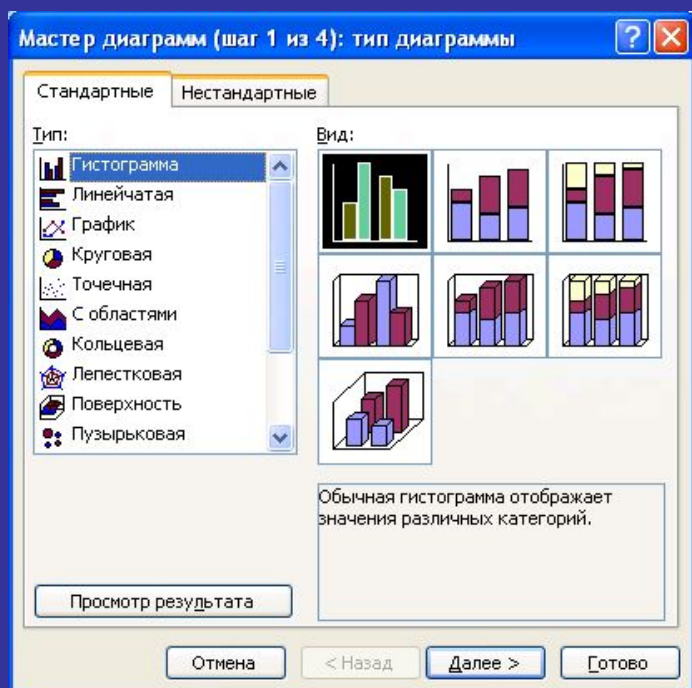 Мастер диаграмм (шаг 1 из 4): тип диаграммы
Стандартные
Нестандартные
Тип:
Гистограмма
Линейчатая
График
Круговая
Точечная
С областями
Кольцевая
Лепестковая
Поверхность
Пузырьковая
Вид:
Обычная гистограмма отображает
значения различных категорий.
Просмотр результата
Отмена
< Назад
Далее >
Готово